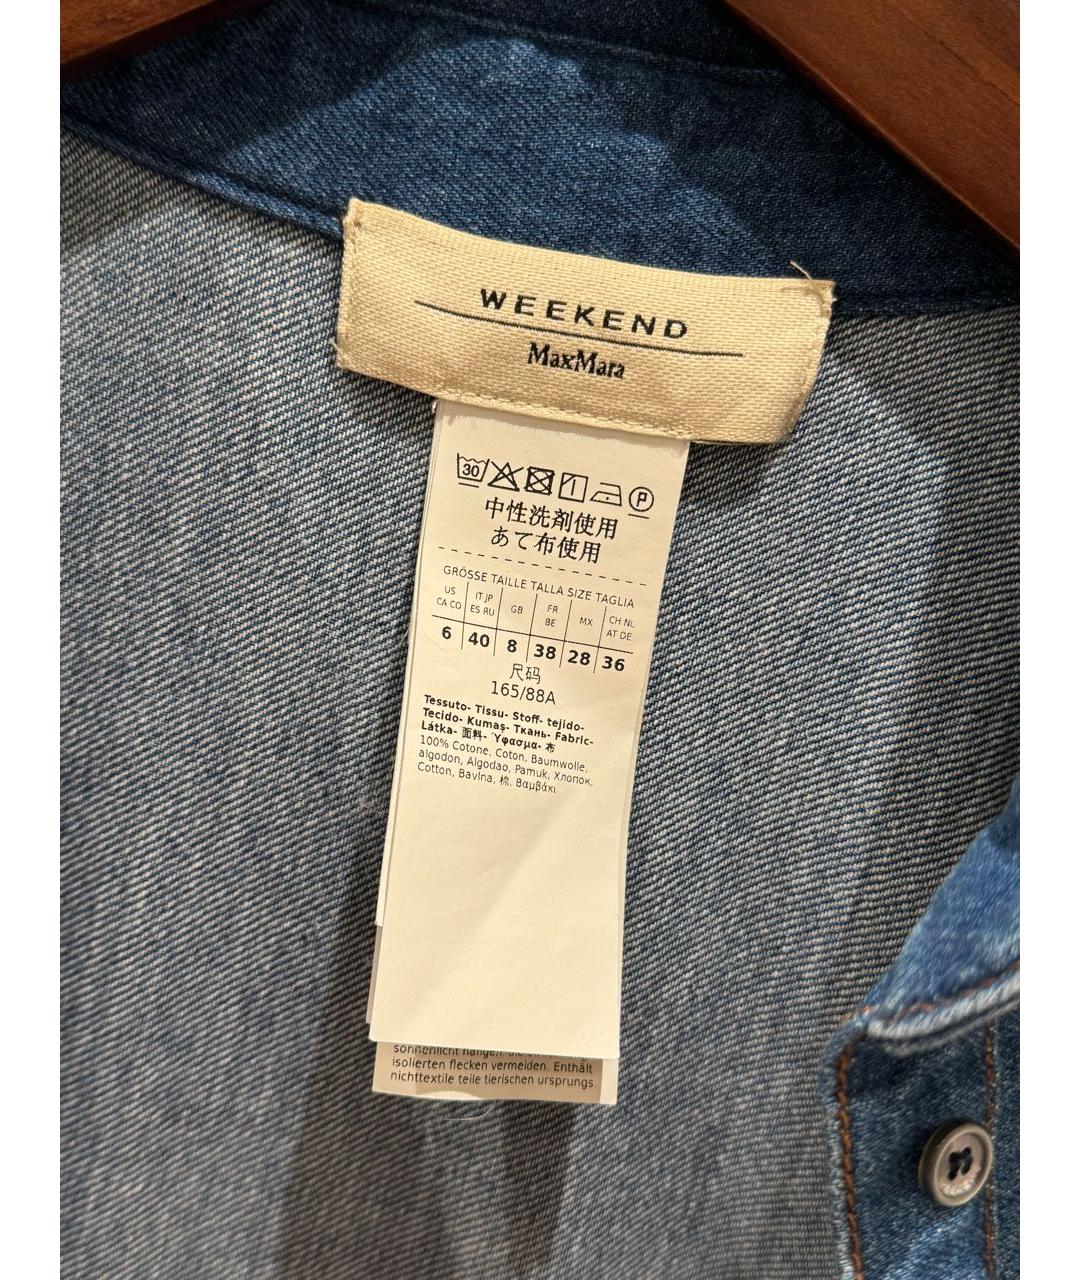 WEEKEND
MaxMara
30
中性洗剤使用
あて布使用
GRÖSSE TAILLE TALLA SIZE TAGLIA
US CA CO IT JP ES RU GB FR BE MX CH NL AT DE
6 40 8 38 28 36
尺码
165/88A
Tessuto- Tissu- Stoff- tejido-
Tecido- Kumaş- Ткань- Fabric-
Látka- 面料- Ύφασμα- 布
100% Cotone, Coton, Baumwolle,
algodon, Algodao, Pamuk, Хлопок,
Cotton, Bavlna, 棉, Βαμβάκι
sonnenlicht hängen.
isolierten flecken vermeiden. Enthält
nichttextile teile tierischen ursprungs.